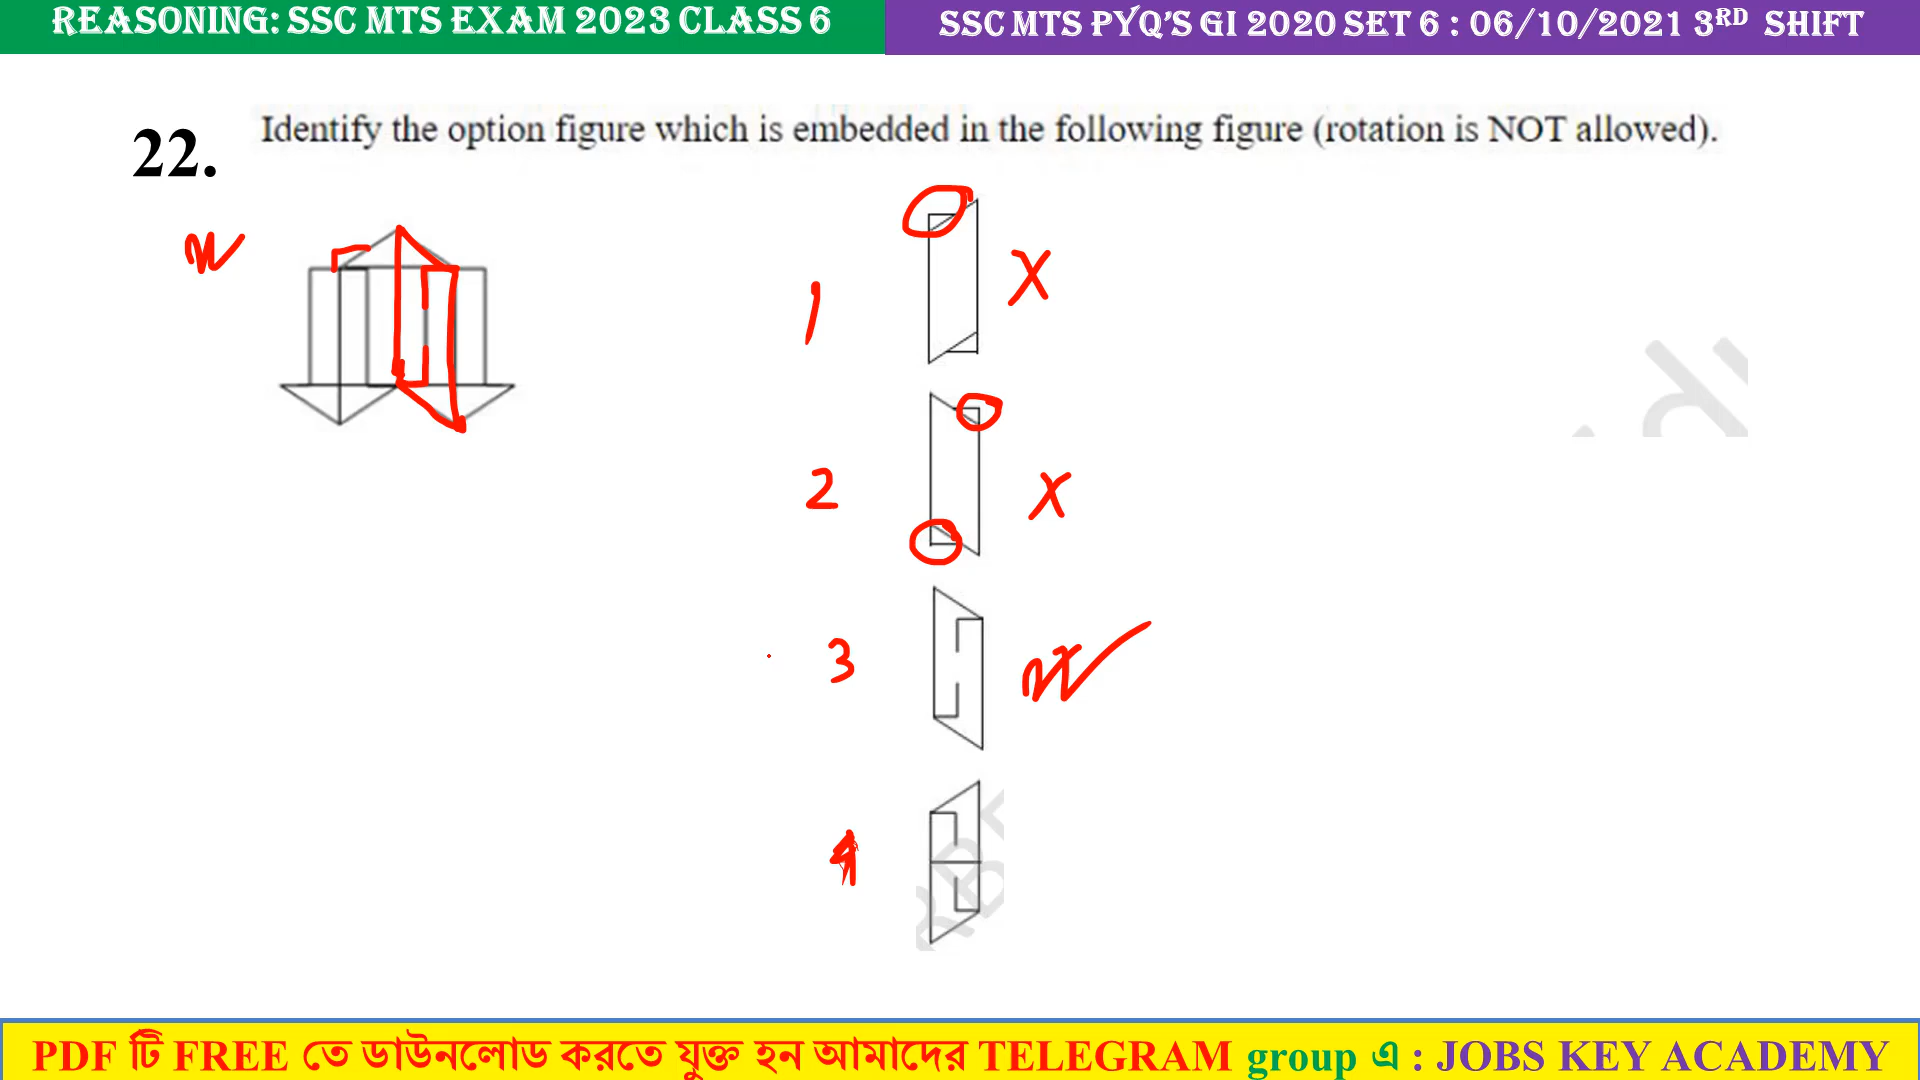 REASONING: SSC MTS EXAM 2023 CLASS 6
SSC MTS PYQ'S GI 2020 SET 6 : 06/10/2021 3RD SHIFT
22. Identify the option figure which is embedded in the following figure (rotation is NOT allowed).
1
X
2
X
3
4
PDF টি FREE তে ডাউনলোড করতে যুক্ত হন আমাদের TELEGRAM group এ : JOBS KEY ACADEMY